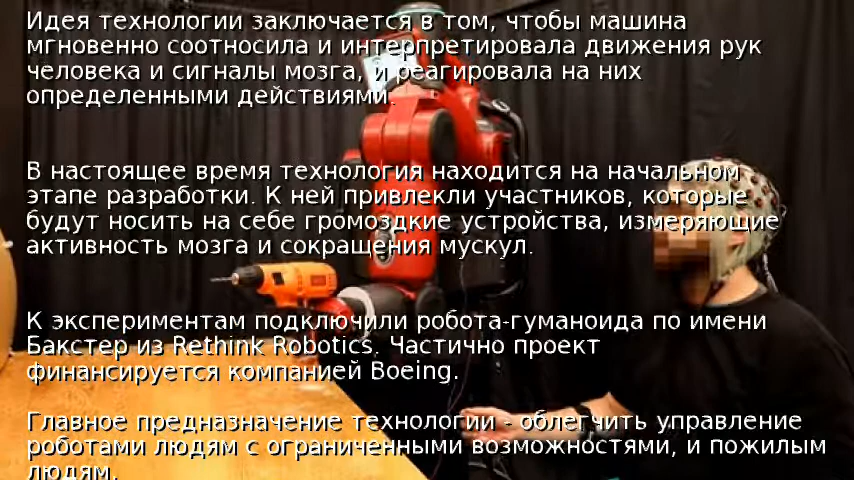 Идея технологии заключается в том, чтобы машина
мгновенно соотносила и интерпретировала движения рук
человека и сигналы мозга, и реагировала на них
определенными действиями.
В настоящее время технология находится на начальном
этапе разработки. К ней привлекли участников, которые
будут носить на себе громоздкие устройства, измеряющие
активность мозга и сокращения мускул.
К экспериментам подключили робота-гуманоида по имени
Бакстер из Rethink Robotics. Частично проект
финансируется компанией Boeing.
Главное предназначение технологии - облегчить управление
роботами людям с ограниченными возможностями, и пожилым
людям.